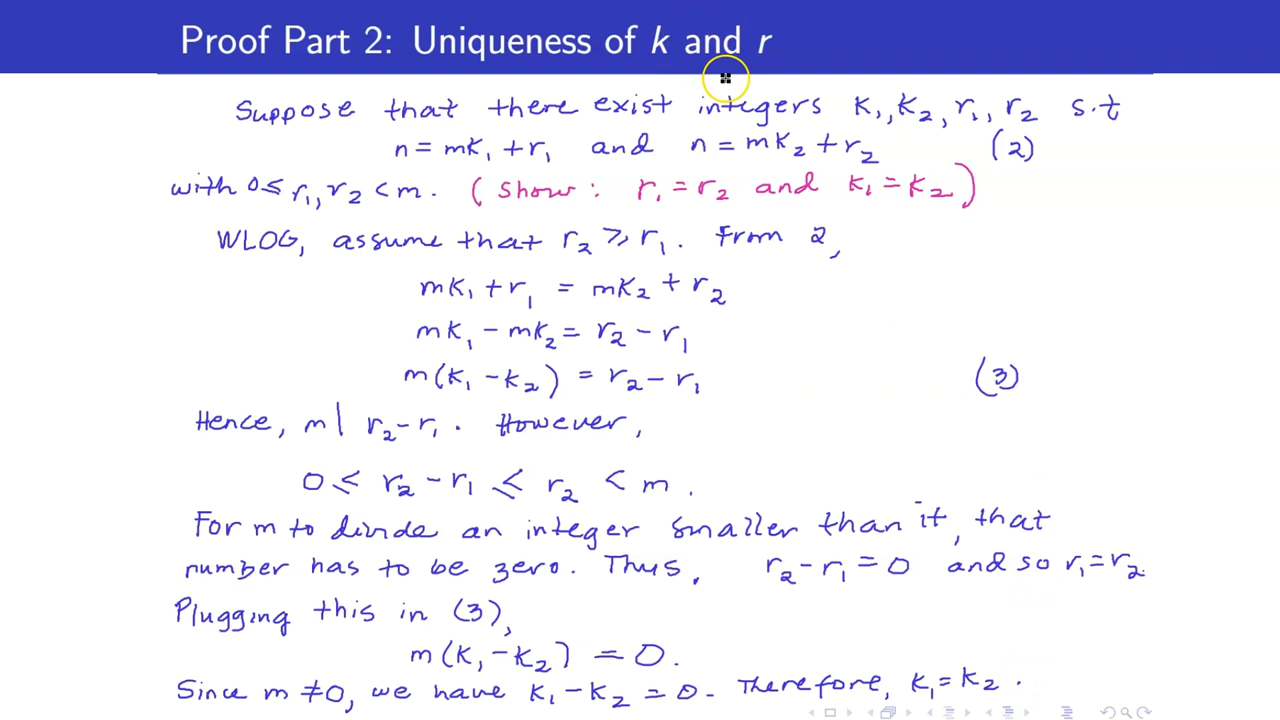 Proof Part 2: Uniqueness of k and r
Suppose that there exist integers k₁, k₂, r₁, r₂ s.t
n = mk₁ + r₁ and n = mk₂ + r₂ (2)
with 0 ≤ r₁, r₂ < m. (Show: r₁ = r₂ and k₁ = k₂)
WLOG, assume that r₂ ≥ r₁. From 2,
mk₁ + r₁ = mk₂ + r₂
mk₁ - mk₂ = r₂ - r₁
m(k₁ - k₂) = r₂ - r₁ (3)
Hence, m | r₂ - r₁. However,
0 ≤ r₂ - r₁ ≤ r₂ < m.
For m to divide an integer smaller than it, that
number has to be zero. Thus, r₂ - r₁ = 0 and so r₁ = r₂.
Plugging this in (3),
m(k₁ - k₂) = 0.
Since m ≠ 0, we have k₁ - k₂ = 0. Therefore, k₁ = k₂.